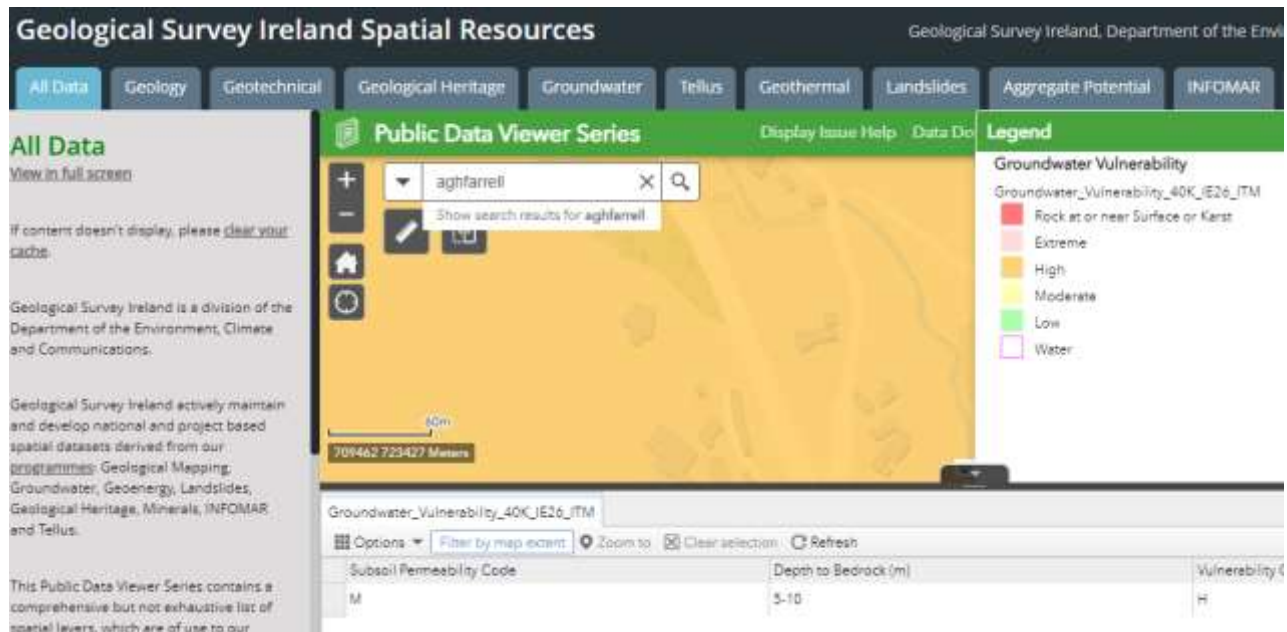 Geological Survey Ireland Spatial Resources
Geological Survey Ireland, Department of the Envi
All Data
Geology
Geotechnical
Geological Heritage
Groundwater
Tellus
Geothermal
Landslides
Aggregate Potential
INFOMAR
All Data
View in full screen
If content doesn't display, please clear your
cache.
Geological Survey Ireland is a division of the
Department of the Environment, Climate
and Communications.
Geological Survey Ireland actively maintain
and develop national and project based
spatial datasets derived from our
programmes: Geological Mapping,
Groundwater, Geoenergy, Landslides,
Geological Heritage, Minerals, INFOMAR
and Tellus.
This Public Data Viewer Series contains a
comprehensive but not exhaustive list of
spatial layers, which are of use to our
Public Data Viewer Series
Display Issue Help
Data Do
+
aghfarrell
Show search results for aghfarrell
−
60m
709462 723427 Meters
Legend
Groundwater Vulnerability
Groundwater_Vulnerability_40K_IE26_ITM
Rock at or near Surface or Karst
Extreme
High
Moderate
Low
Water
Groundwater_Vulnerability_40K_IE26_ITM
Options
Filter by map extent
Zoom to
Clear selection
Refresh
Subsoil Permeability Code
Depth to Bedrock (m)
Vulnerability C
M
5-10
H